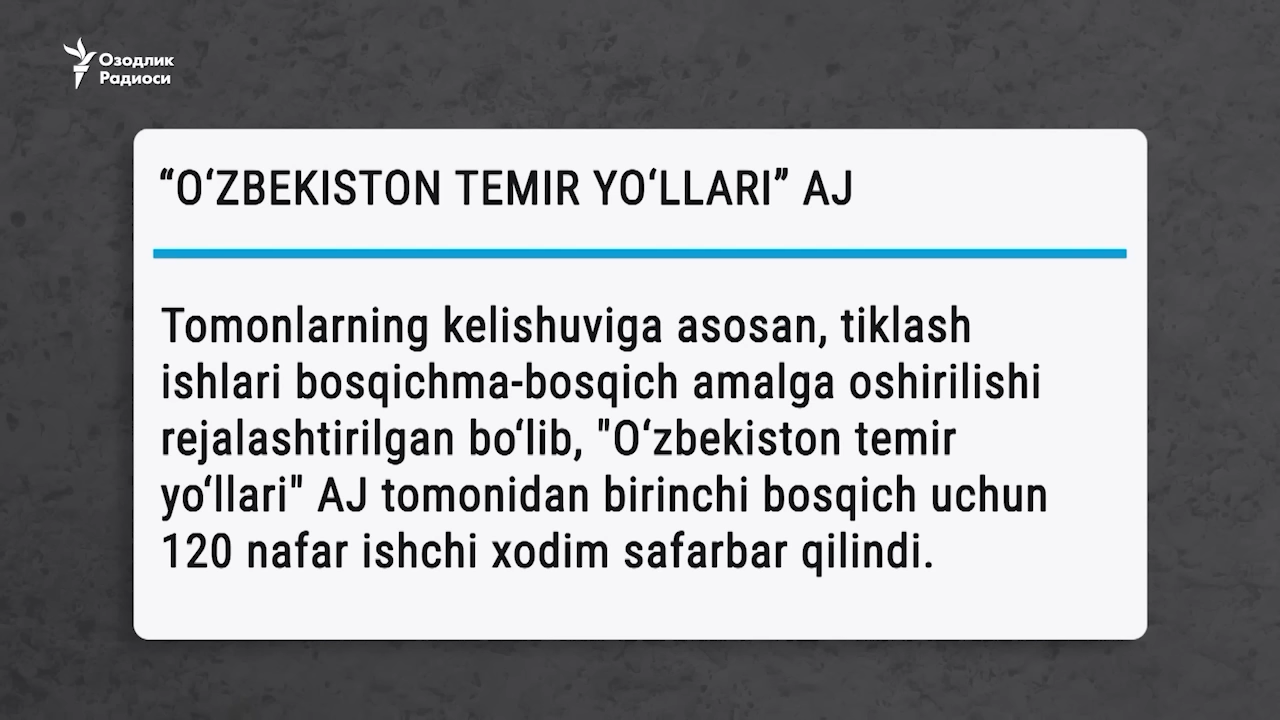 Озодлик
Радиоси
“O‘ZBEKISTON TEMIR YO‘LLARI” AJ
Tomonlarning kelishuviga asosan, tiklash
ishlari bosqichma-bosqich amalga oshirilishi
rejalashtirilgan bo‘lib, "O‘zbekiston temir
yo‘llari" AJ tomonidan birinchi bosqich uchun
120 nafar ishchi xodim safarbar qilindi.